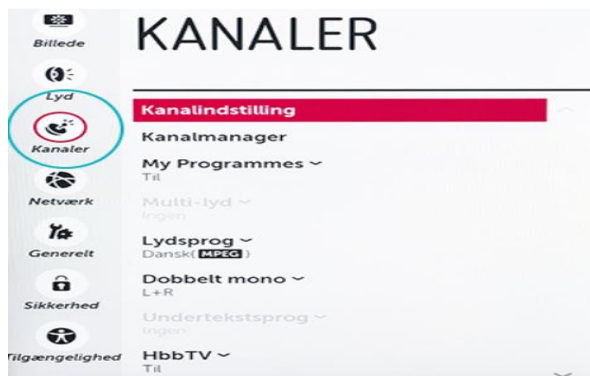 KANALER
Billede
Lyd
Kanaler
Netværk
Generelt
Sikkerhed
Tilgængelighed
Kanalindstilling
Kanalmanager
My Programmes
Til
Multi-lyd
Ingen
Lydsprog
Dansk( MPEG )
Dobbelt mono
L+R
Undertekstsprog
Ingen
HbbTV
Til